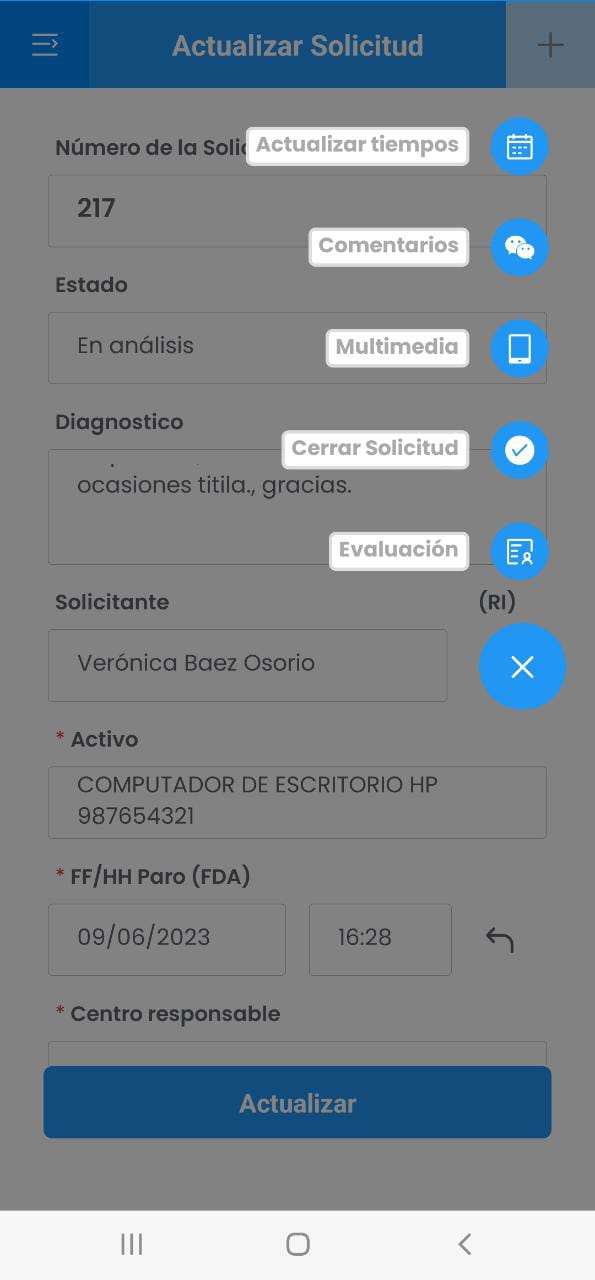 Actualizar Solicitud
Número de la Solic
Actualizar tiempos
217
Comentarios
Estado
En análisis
Multimedia
Diagnostico
Cerrar Solicitud
ocasiones titila., gracias.
Evaluación
Solicitante
(RI)
Verónica Baez Osorio
* Activo
COMPUTADOR DE ESCRITORIO HP
987654321
* FF/HH Paro (FDA)
09/06/2023
16:28
* Centro responsable
Actualizar